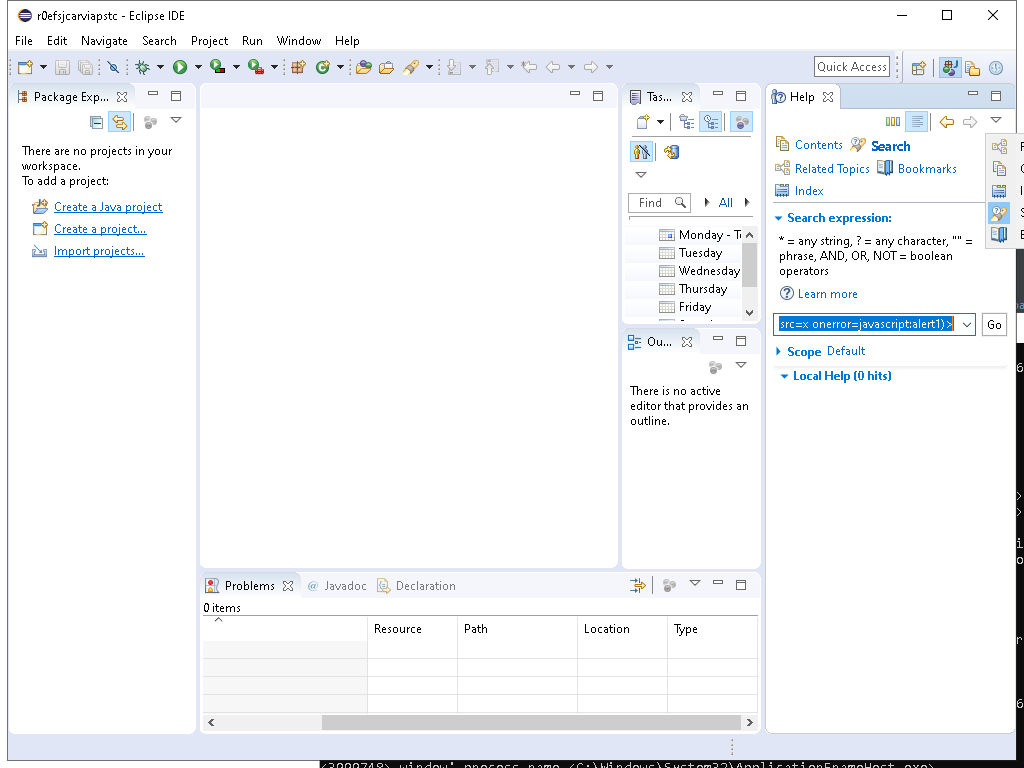 r0efsjcarviapstc - Eclipse IDE
File Edit Navigate Search Project Run Window Help
Quick Access
Package Exp...
There are no projects in your
workspace.
To add a project:
Create a Java project
Create a project...
Import projects...
Tas...
Find
All
Monday - T
Tuesday
Wednesday
Thursday
Friday
Ou...
There is no active
editor that provides an
outline.
Help
Contents Search
Related Topics Bookmarks
Index
Search expression:
* = any string, ? = any character, "" =
phrase, AND, OR, NOT = boolean
operators
Learn more
src=x onerror=javascript:alert1)>
Go
Scope Default
Local Help (0 hits)
Problems @ Javadoc Declaration
0 items
Resource Path Location Type
<3090748> window' process name <C:\Windows\System32\ApplicationFrameHost.exe>